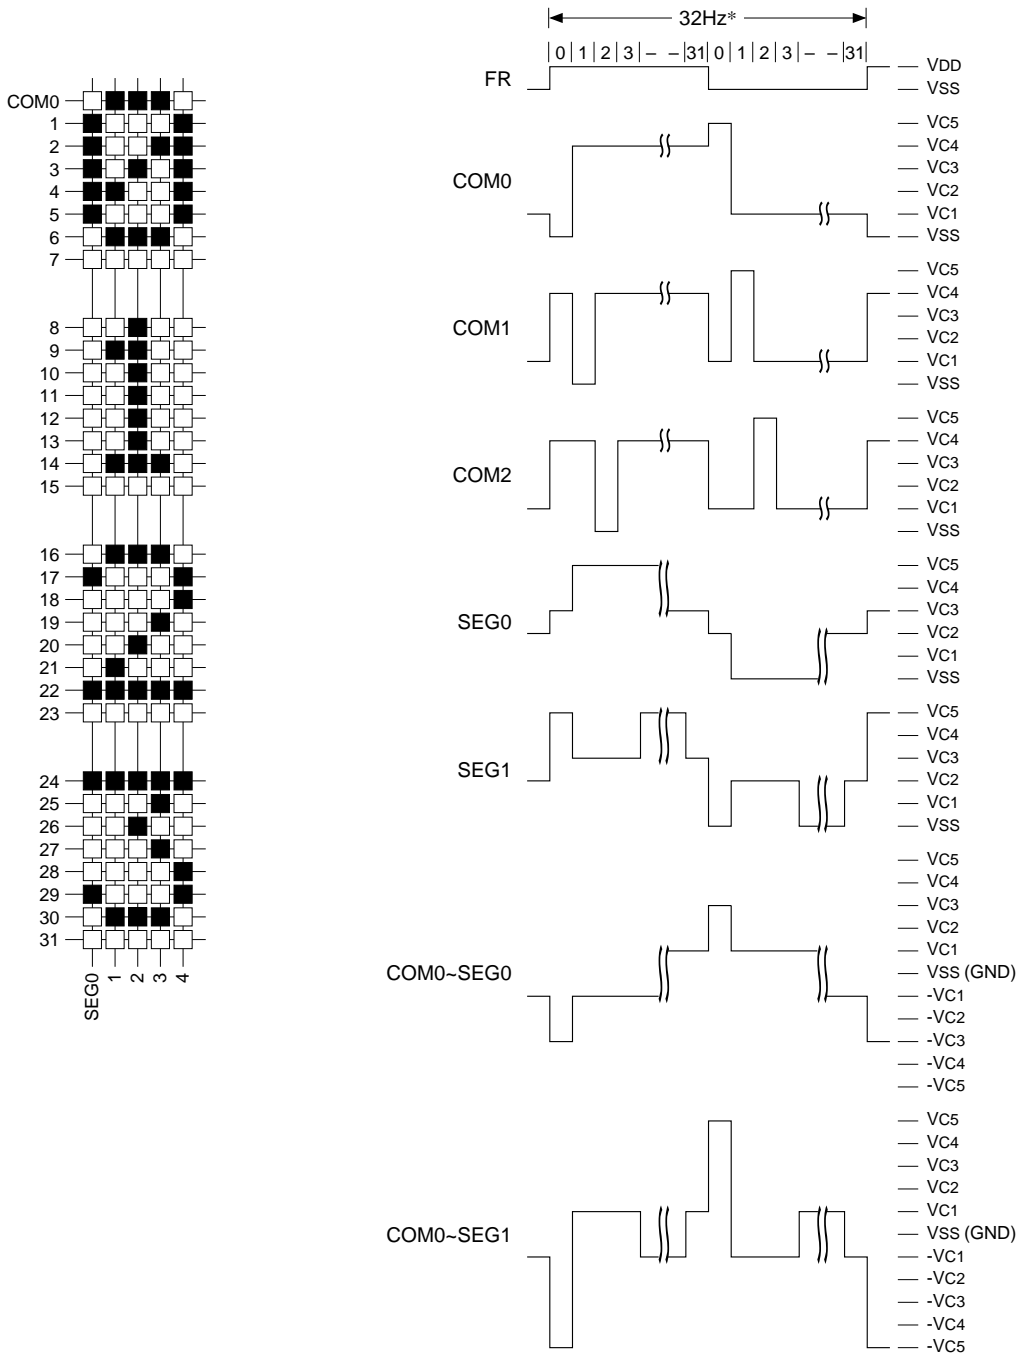 32Hz*
0 1 2 3 – – 31 0 1 2 3 – – 31
FR
VDD
VSS
COM0
1
2
3
4
5
6
7
8
9
10
11
12
13
14
15
16
17
18
19
20
21
22
23
24
25
26
27
28
29
30
31
SEG0
1
2
3
4
COM0
VC5
VC4
VC3
VC2
VC1
VSS
COM1
VC5
VC4
VC3
VC2
VC1
VSS
COM2
VC5
VC4
VC3
VC2
VC1
VSS
SEG0
VC5
VC4
VC3
VC2
VC1
VSS
SEG1
VC5
VC4
VC3
VC2
VC1
VSS
COM0~SEG0
VC5
VC4
VC3
VC2
VC1
VSS (GND)
-VC1
-VC2
-VC3
-VC4
-VC5
COM0~SEG1
VC5
VC4
VC3
VC2
VC1
VSS (GND)
-VC1
-VC2
-VC3
-VC4
-VC5